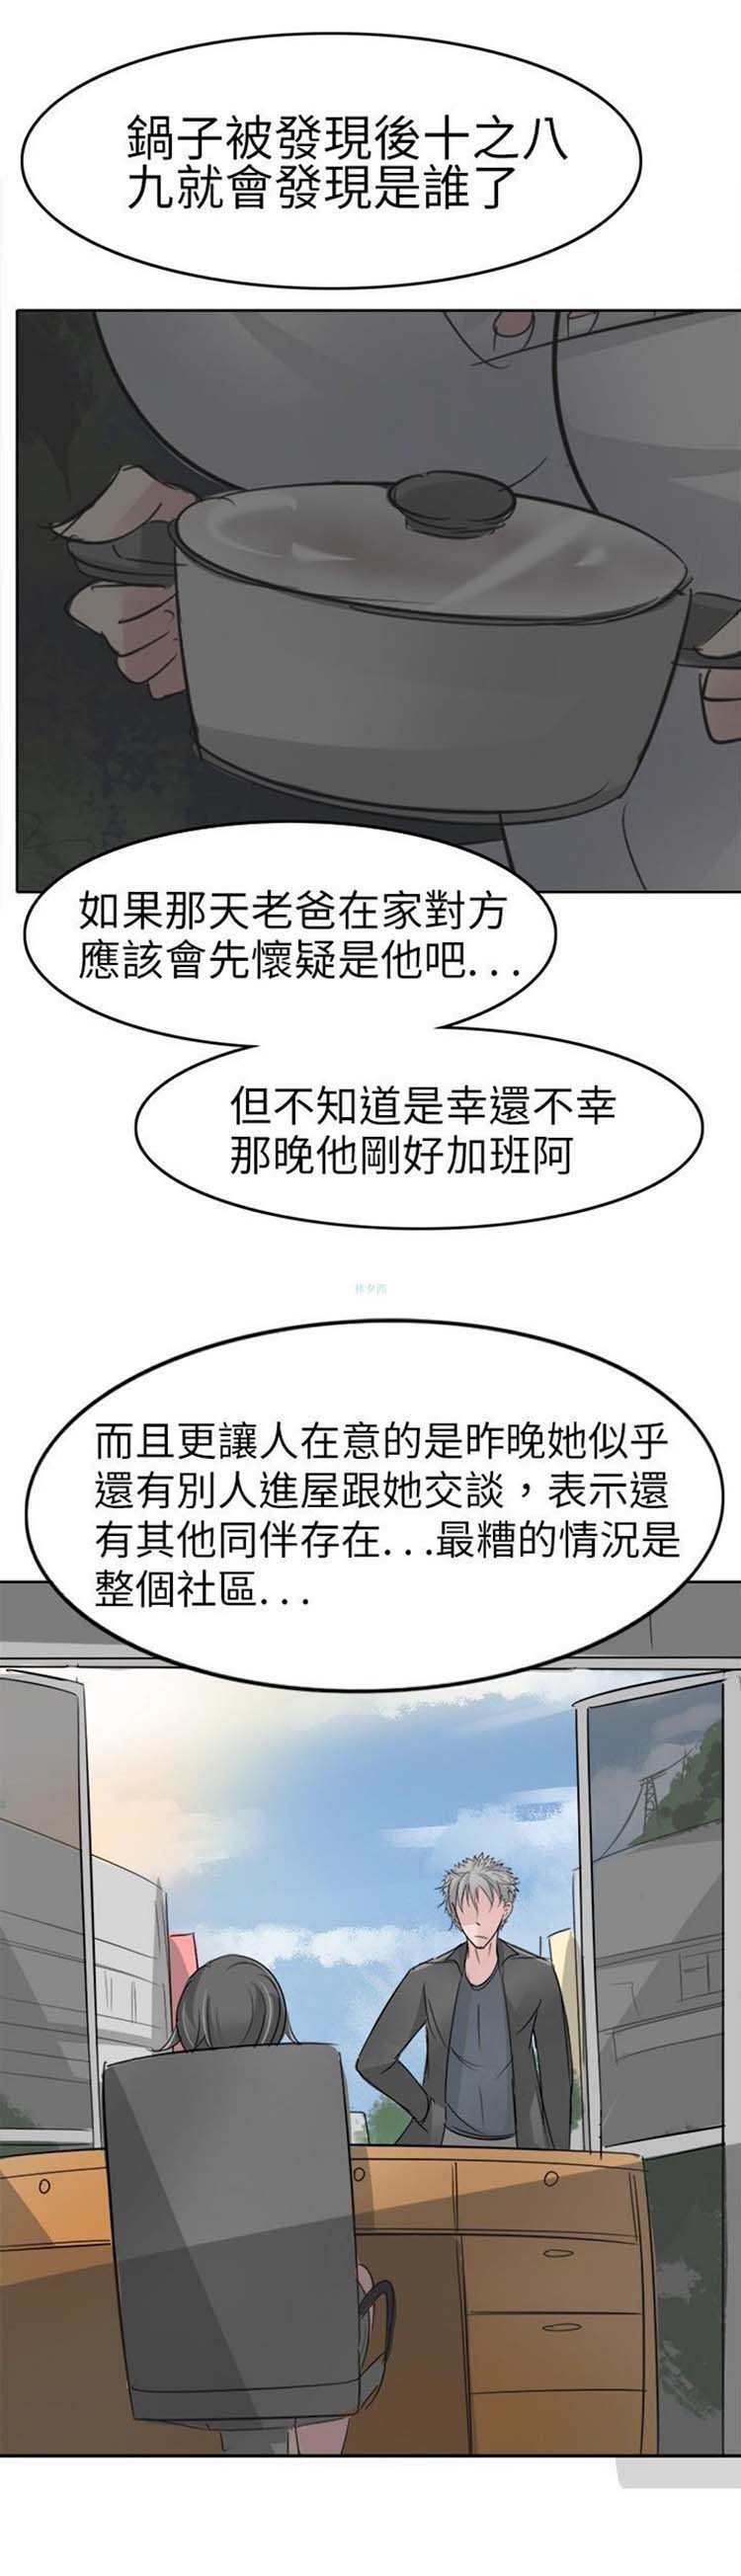 鍋子被發現後十之八
九就會發現是誰了
如果那天老爸在家對方
應該會先懷疑是他吧...
但不知道是幸還不幸
那晚他剛好加班阿
林夕西
而且更讓人在意的是昨晚她似乎
還有別人進屋跟她交談，表示還
有其他同伴存在...最糟的情況是
整個社區...